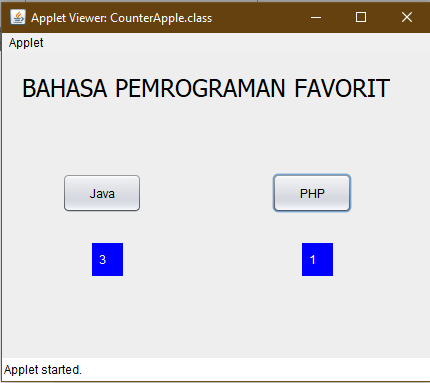 Applet Viewer: CounterApple.class
Applet
BAHASA PEMROGRAMAN FAVORIT
Java PHP
3 1
Applet started.